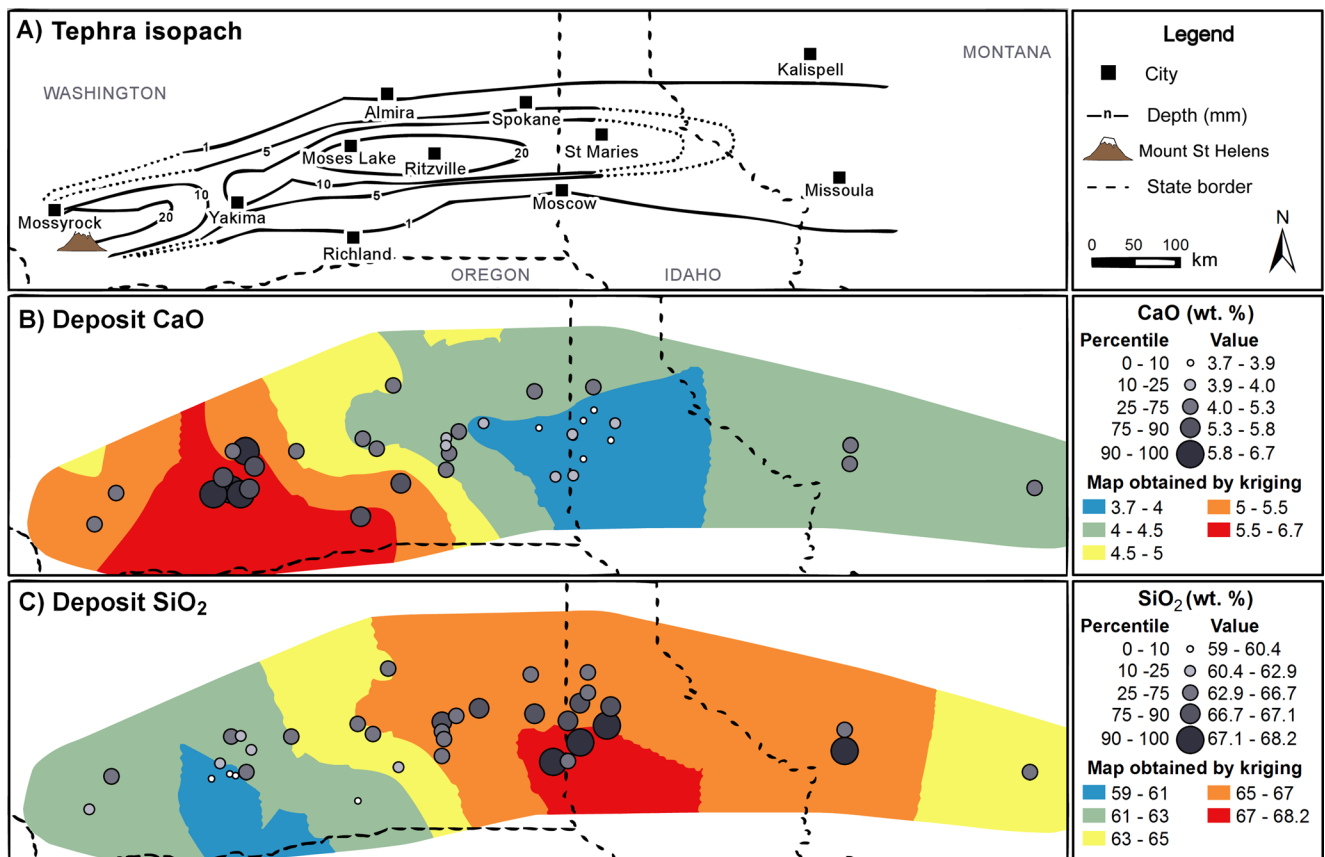 A) Tephra isopach
MONTANA
Kalispell
WASHINGTON
Almira
Spokane
1
5
Moses Lake
Ritzville
20
St Maries
10
10
5
Missoula
20
Yakima
Moscow
Mossyrock
1
Richland
OREGON
IDAHO
Legend
City
n Depth (mm)
Mount St Helens
State border
N
0 50 100
km
B) Deposit CaO
CaO (wt. %)
Percentile Value
0 - 10 3.7 - 3.9
10 -25 3.9 - 4.0
25 -75 4.0 - 5.3
75 - 90 5.3 - 5.8
90 - 100 5.8 - 6.7
Map obtained by kriging
3.7 - 4 5 - 5.5
4 - 4.5 5.5 - 6.7
4.5 - 5
C) Deposit SiO₂
SiO₂ (wt. %)
Percentile Value
0 - 10 59 - 60.4
10 -25 60.4 - 62.9
25 -75 62.9 - 66.7
75 - 90 66.7 - 67.1
90 - 100 67.1 - 68.2
Map obtained by kriging
59 - 61 65 - 67
61 - 63 67 - 68.2
63 - 65